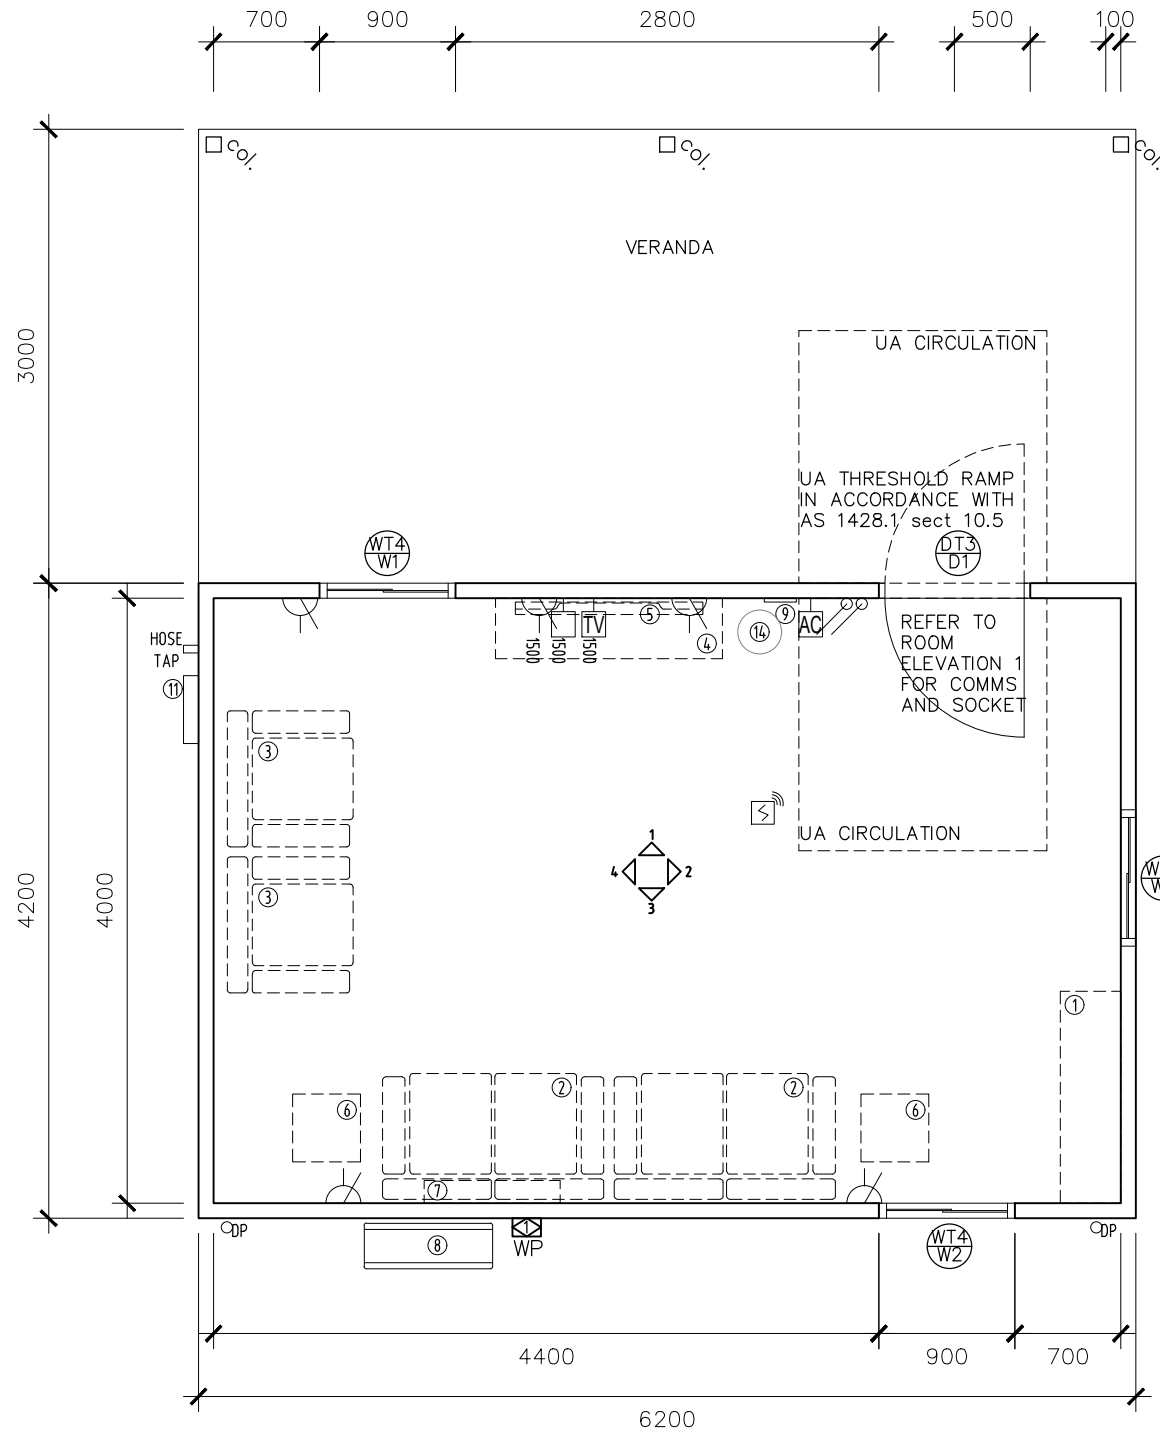 700
900
2800
500
100
col.
col.
col.
VERANDA
3000
UA CIRCULATION
UA THRESHOLD RAMP
IN ACCORDANCE WITH
AS 1428.1 sect 10.5
WT4
W1
DT3
D1
HOSE
TAP
11
1500
1500
TV
1500
5
4
14
9
AC
REFER TO
ROOM
ELEVATION 1
FOR COMMS
AND SOCKET
3
UA CIRCULATION
1
4
2
3
4200
4000
3
1
6
2
2
6
7
DP
8
1
WP
WT4
W2
DP
4400
900
700
6200